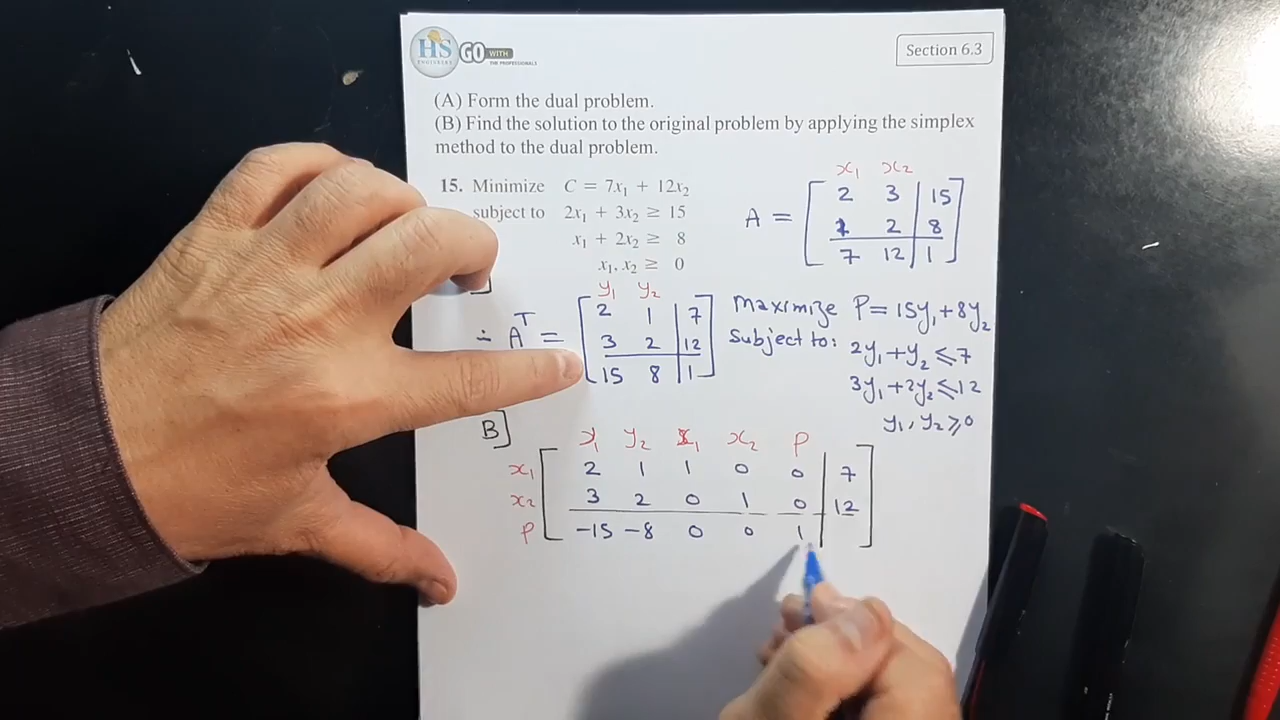 HS
ENGINEERS
GO WITH
THE PROFESSIONALS
Section 6.3
(A) Form the dual problem.
(B) Find the solution to the original problem by applying the simplex
method to the dual problem.
15. Minimize C = 7x₁ + 12x₂
subject to 2x₁ + 3x₂ ≥ 15
x₁ + 2x₂ ≥ 8
x₁, x₂ ≥ 0
x₁ x₂
A = [ 2 3 | 15 ]
1 2 | 8
7 12 | 1
y₁ y₂
2 1 | 7
∴ Aᵀ = 3 2 | 12
15 8 | 1
Maximize P = 15y₁ + 8y₂
Subject to: 2y₁ + y₂ ≤ 7
3y₁ + 2y₂ ≤ 12
y₁, y₂ ≥ 0
B]
y₁ y₂ x₁ x₂ P
x₁ 2 1 1 0 0 | 7
x₂ 3 2 0 1 0 | 12
P -15 -8 0 0 1 |